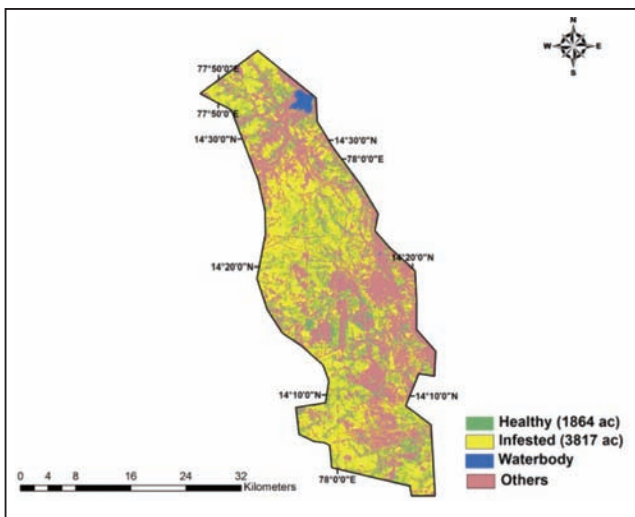 N
W E
S
77°50'0"E
77°50'0"E
14°30'0"N
14°30'0"N
78°0'0"E
14°20'0"N
14°20'0"N
14°10'0"N
14°10'0"N
Healthy (1864 ac)
Infested (3817 ac)
Waterbody
Others
0 4 8 16 24 32
Kilometers
78°0'0"E